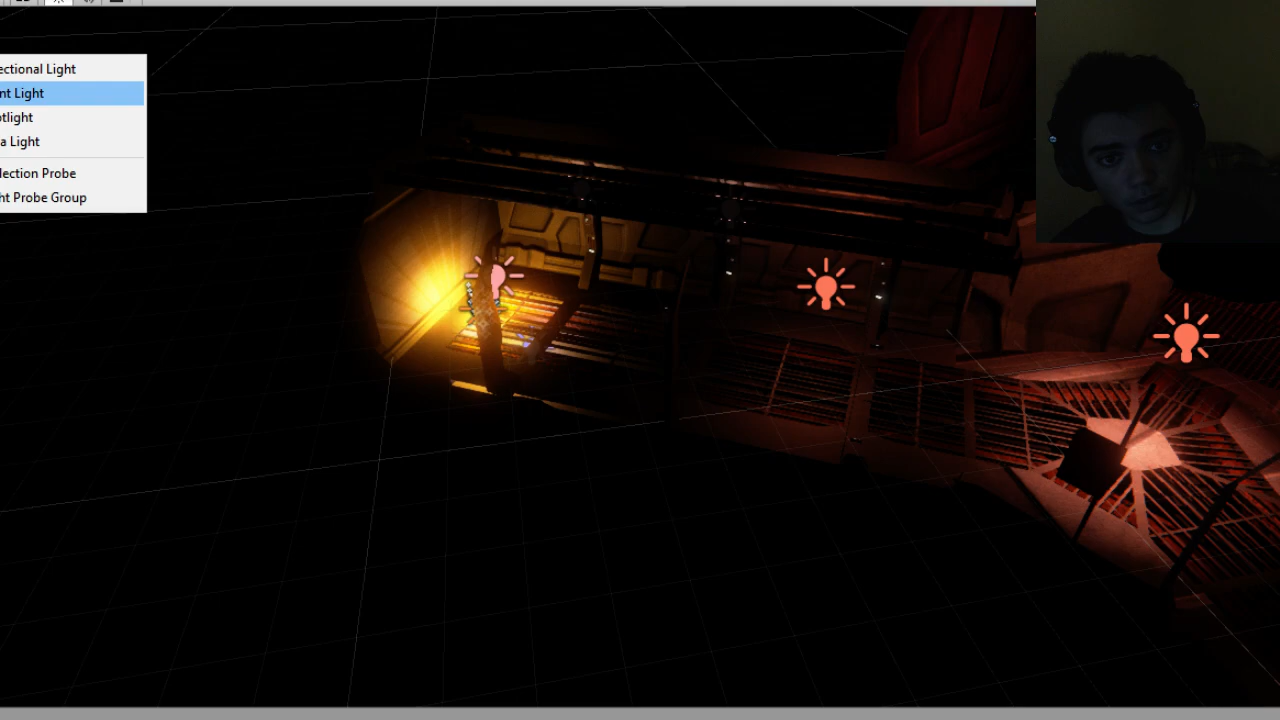 ectional Light
nt Light
otlight
a Light
lection Probe
ht Probe Group